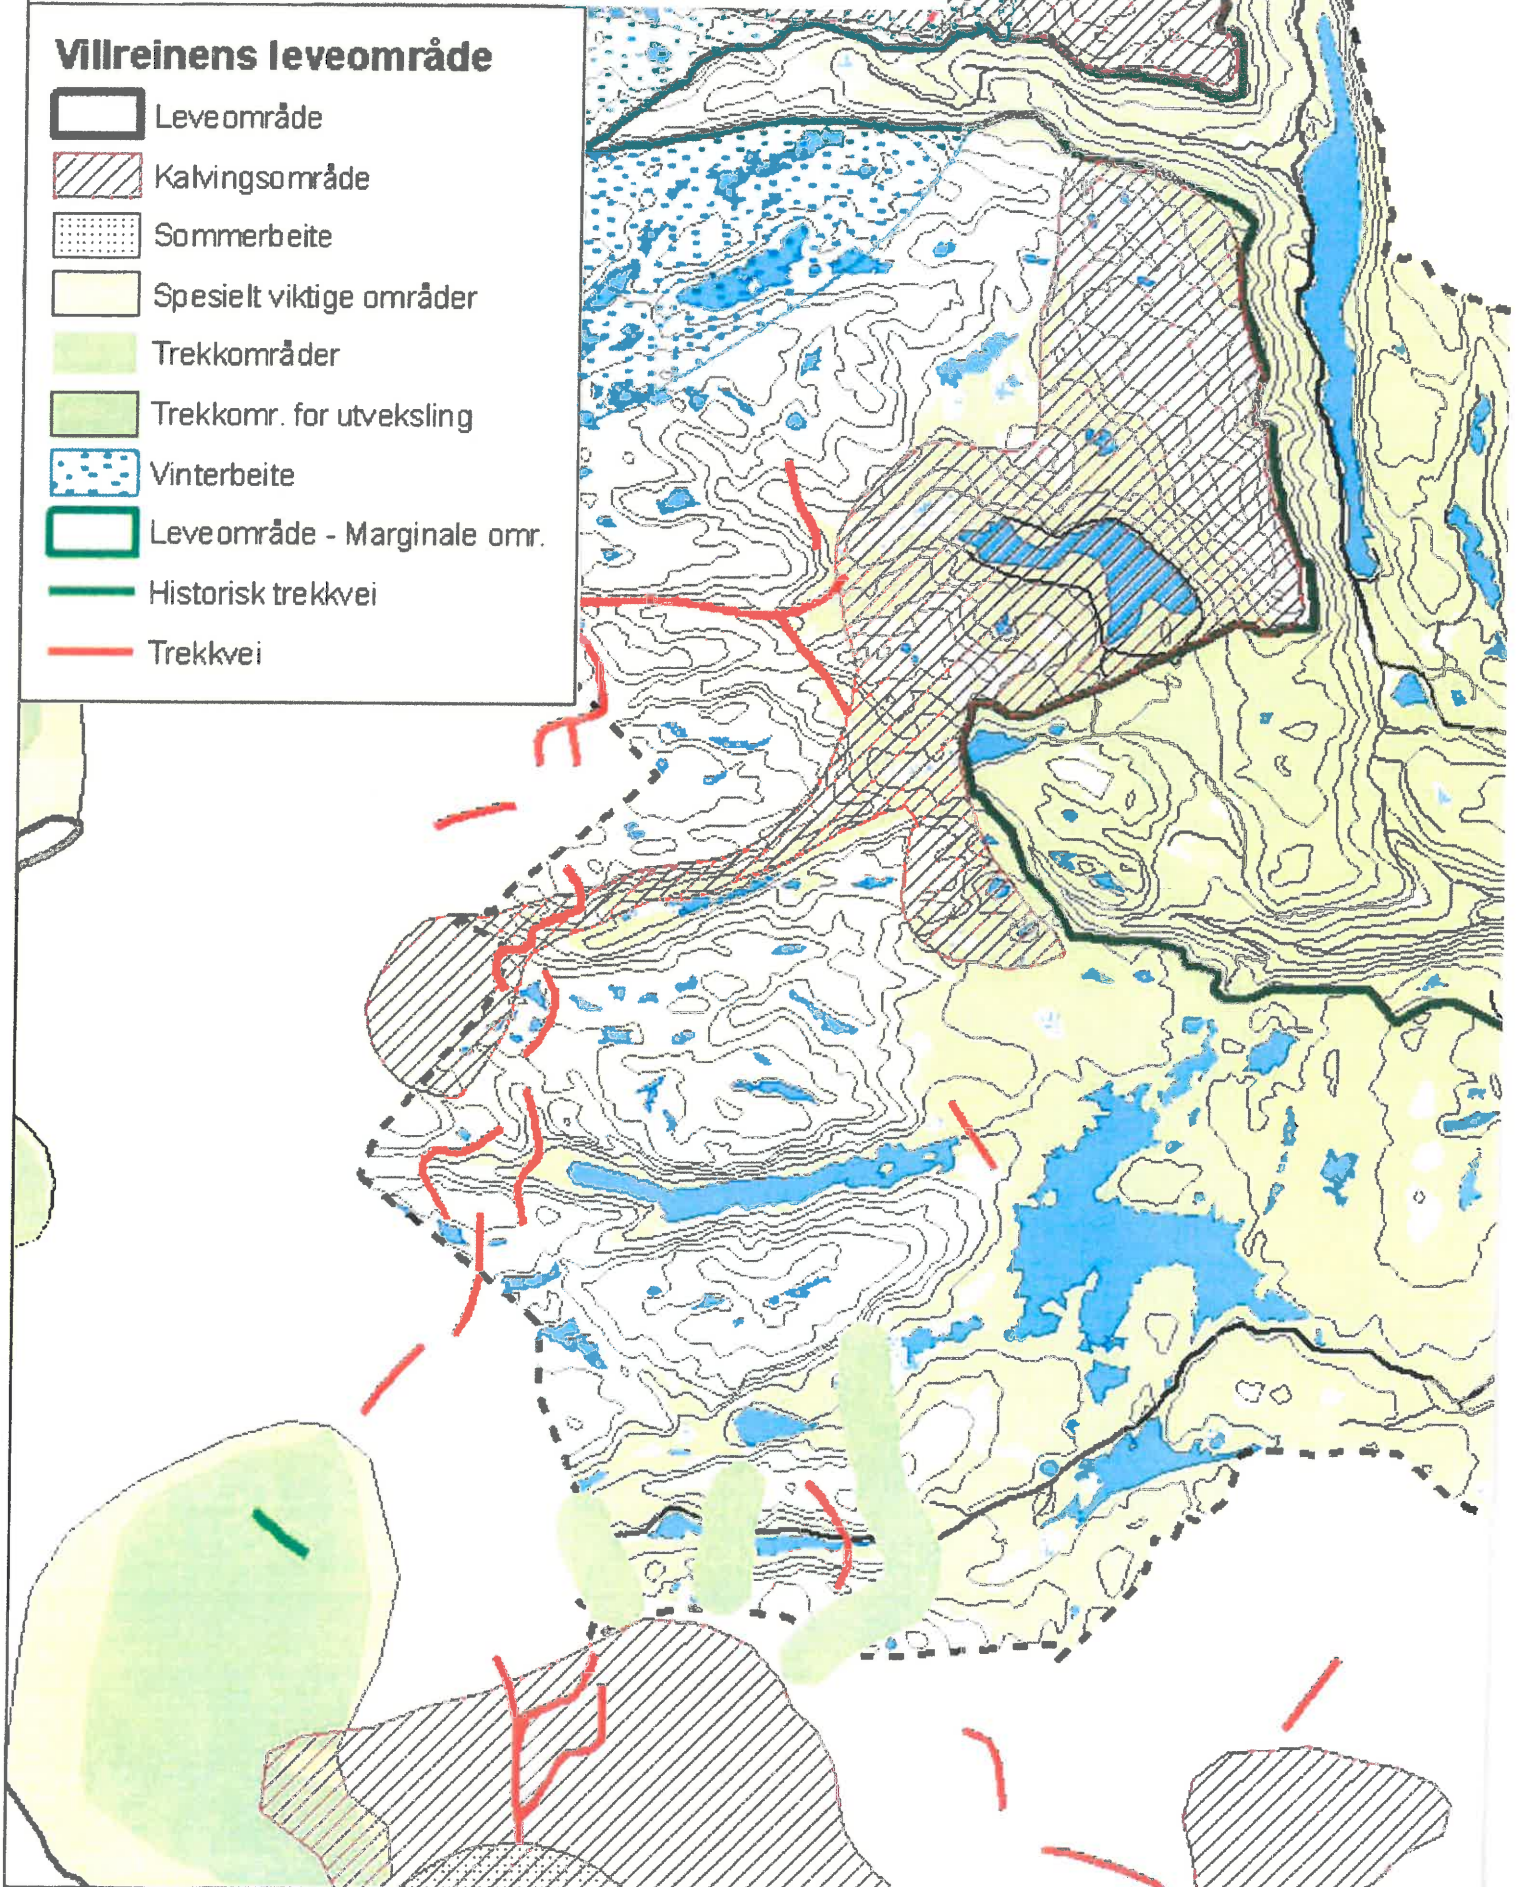 Villreinens leveområde
Leveområde
Kalvingsområde
Sommerbeite
Spesielt viktige områder
Trekkområder
Trekkomr. for utveksling
Vinterbeite
Leveområde - Marginale omr.
Historisk trekkvei
Trekkvei